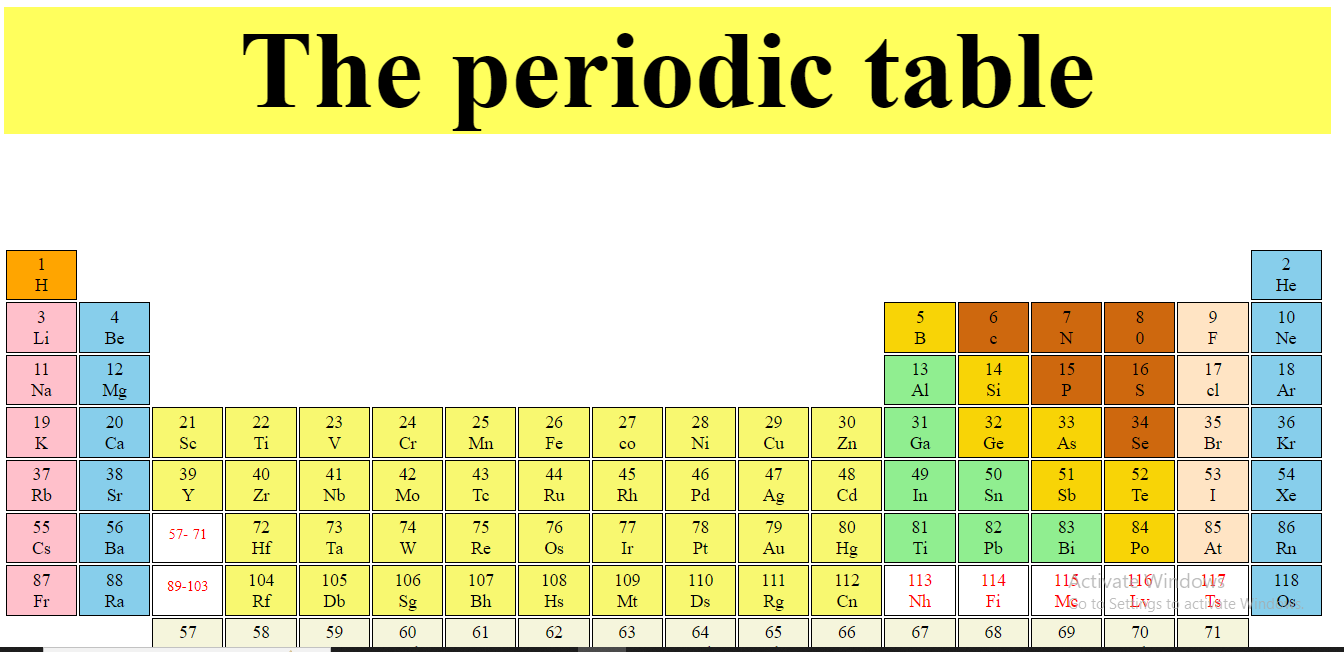 The periodic table
1 2
H He
3 4 5 6 7 8 9 10
Li Be B c N 0 F Ne
11 12 13 14 15 16 17 18
Na Mg Al Si P S cl Ar
19 20 21 22 23 24 25 26 27 28 29 30 31 32 33 34 35 36
K Ca Sc Ti V Cr Mn Fe co Ni Cu Zn Ga Ge As Se Br Kr
37 38 39 40 41 42 43 44 45 46 47 48 49 50 51 52 53 54
Rb Sr Y Zr Nb Mo Tc Ru Rh Pd Ag Cd In Sn Sb Te I Xe
55 56 57- 71 72 73 74 75 76 77 78 79 80 81 82 83 84 85 86
Cs Ba Hf Ta W Re Os Ir Pt Au Hg Ti Pb Bi Po At Rn
87 88 89-103 104 105 106 107 108 109 110 111 112 113 114 115 116 117 118
Fr Ra Rf Db Sg Bh Hs Mt Ds Rg Cn Nh Fi Mc Lv Ts Os
Activate Windows
Go to Settings to activate Windows.
57 58 59 60 61 62 63 64 65 66 67 68 69 70 71